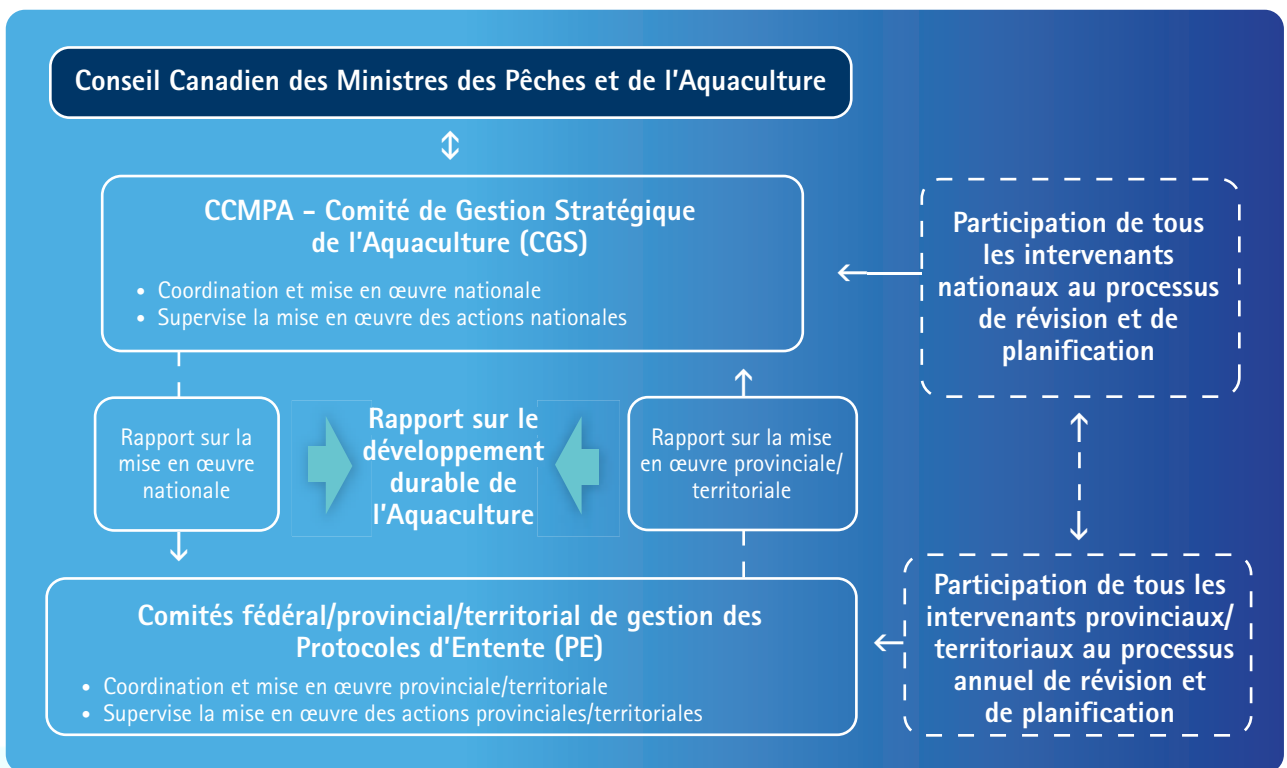 Conseil Canadien des Ministres des Pêches et de l'Aquaculture
CCMPA – Comité de Gestion Stratégique
de l'Aquaculture (CGS)
• Coordination et mise en œuvre nationale
• Supervise la mise en œuvre des actions nationales
Participation de tous
les intervenants
nationaux au processus
de révision et de
planification
Rapport sur la
mise en œuvre
nationale
Rapport sur le
développement
durable de
l'Aquaculture
Rapport sur la mise
en œuvre provinciale/
territoriale
Comités fédéral/provincial/territorial de gestion des
Protocoles d'Entente (PE)
• Coordination et mise en œuvre provinciale/territoriale
• Supervise la mise en œuvre des actions provinciales/territoriales
Participation de tous les
intervenants provinciaux/
territoriaux au processus
annuel de révision et
de planification